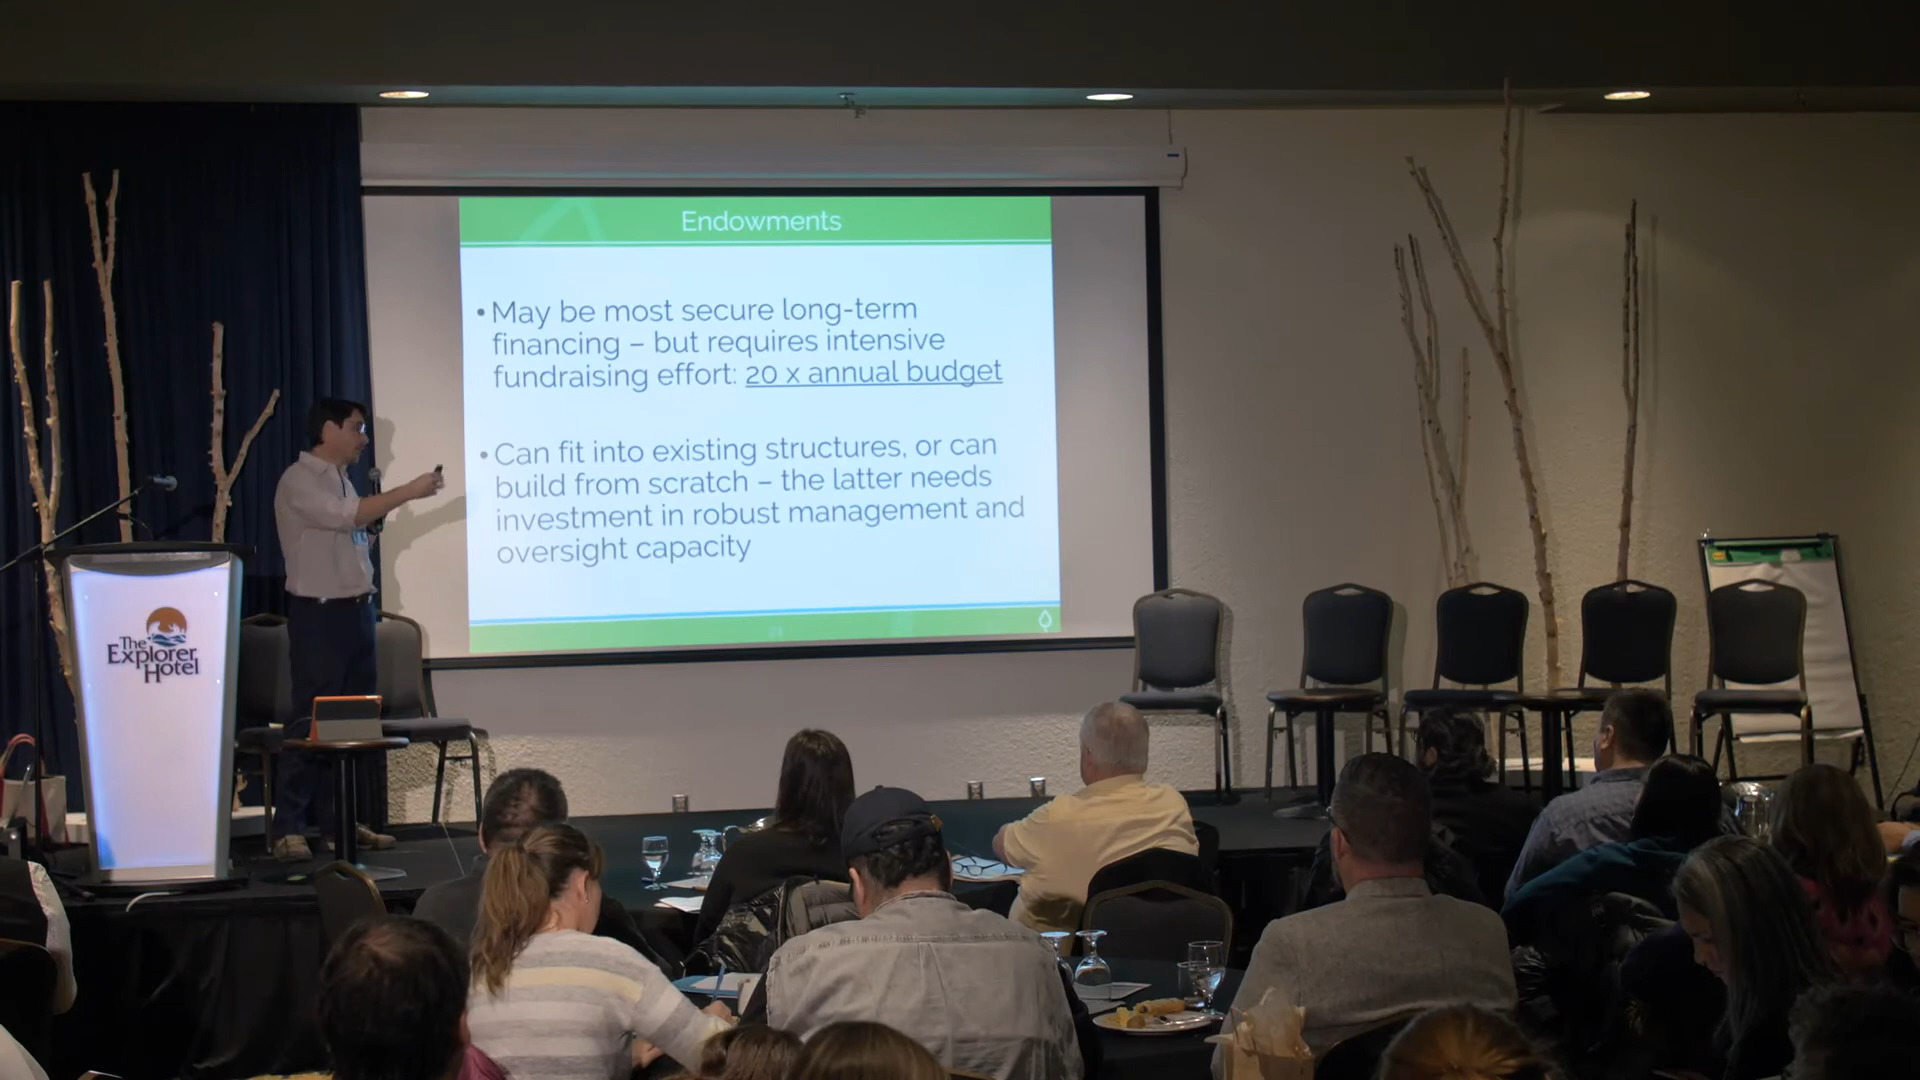 Endowments
• May be most secure long-term
financing – but requires intensive
fundraising effort: 20 x annual budget
• Can fit into existing structures, or can
build from scratch – the latter needs
investment in robust management and
oversight capacity
The
Explorer
Hotel